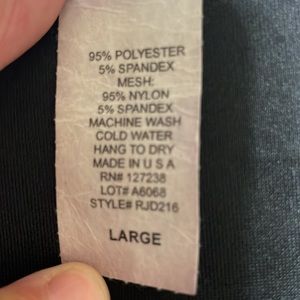 95% POLYESTER
5% SPANDEX
MESH:
95% NYLON
5% SPANDEX
MACHINE WASH
COLD WATER
HANG TO DRY
MADE IN U S A
RN# 127238
LOT# A6068
STYLE# RJD216
LARGE